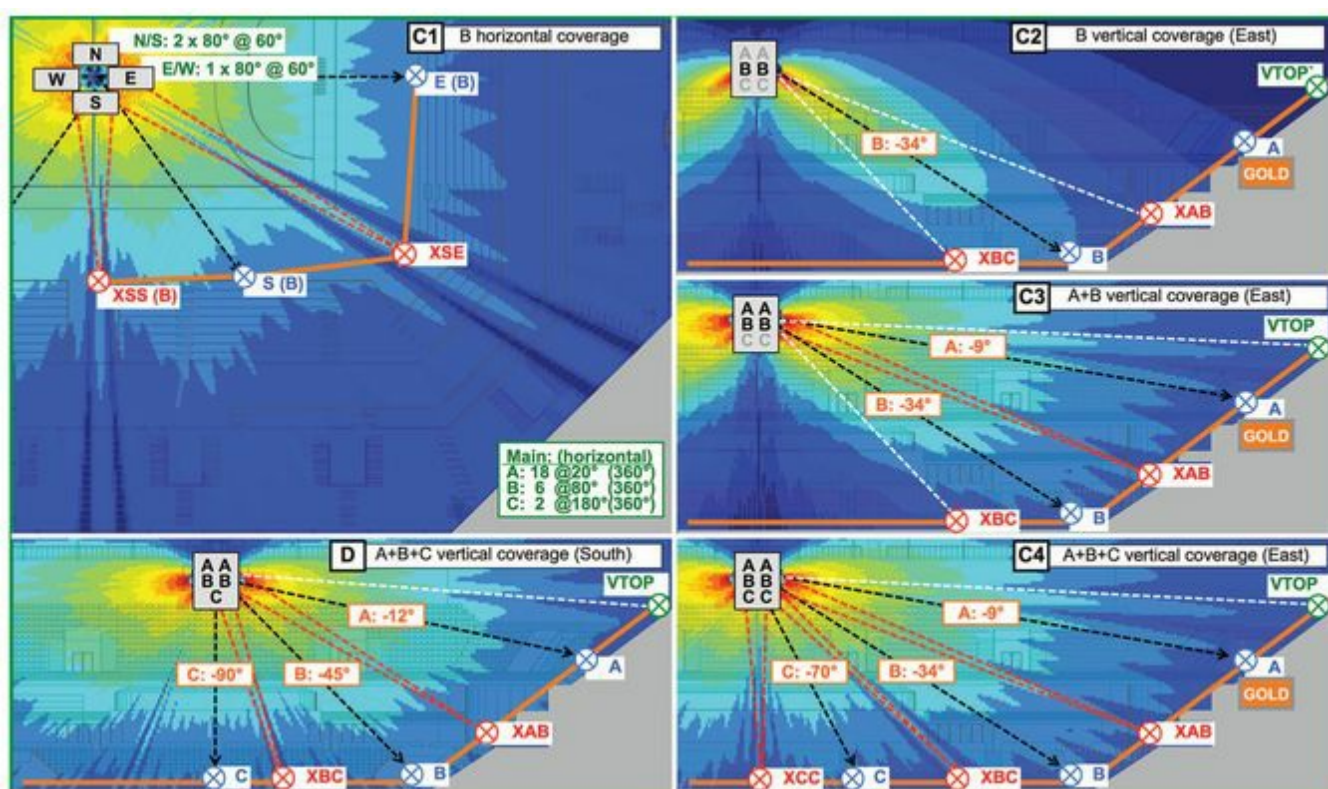 C1 B horizontal coverage
N/S: 2 x 80° @ 60°
E/W: 1 x 80° @ 60°
N
W E
S
E (B)
XSE
S (B)
XSS (B)
Main: (horizontal)
A: 18 @20° (360°)
B: 6 @80° (360°)
C: 2 @180°(360°)
C2 B vertical coverage (East)
A A
B B
C C
VTOP`
B: -34°
A
GOLD
XAB
XBC
B
C3 A+B vertical coverage (East)
A A
B B
C C
VTOP
A: -9°
B: -34°
A
GOLD
XAB
XBC
B
D A+B+C vertical coverage (South)
A A
B B
C
VTOP
A: -12°
C: -90° B: -45°
A
XAB
C XBC B
C4 A+B+C vertical coverage (East)
A A
B B
C C
VTOP
A: -9°
C: -70° B: -34°
A
GOLD
XAB
XCC C XBC B